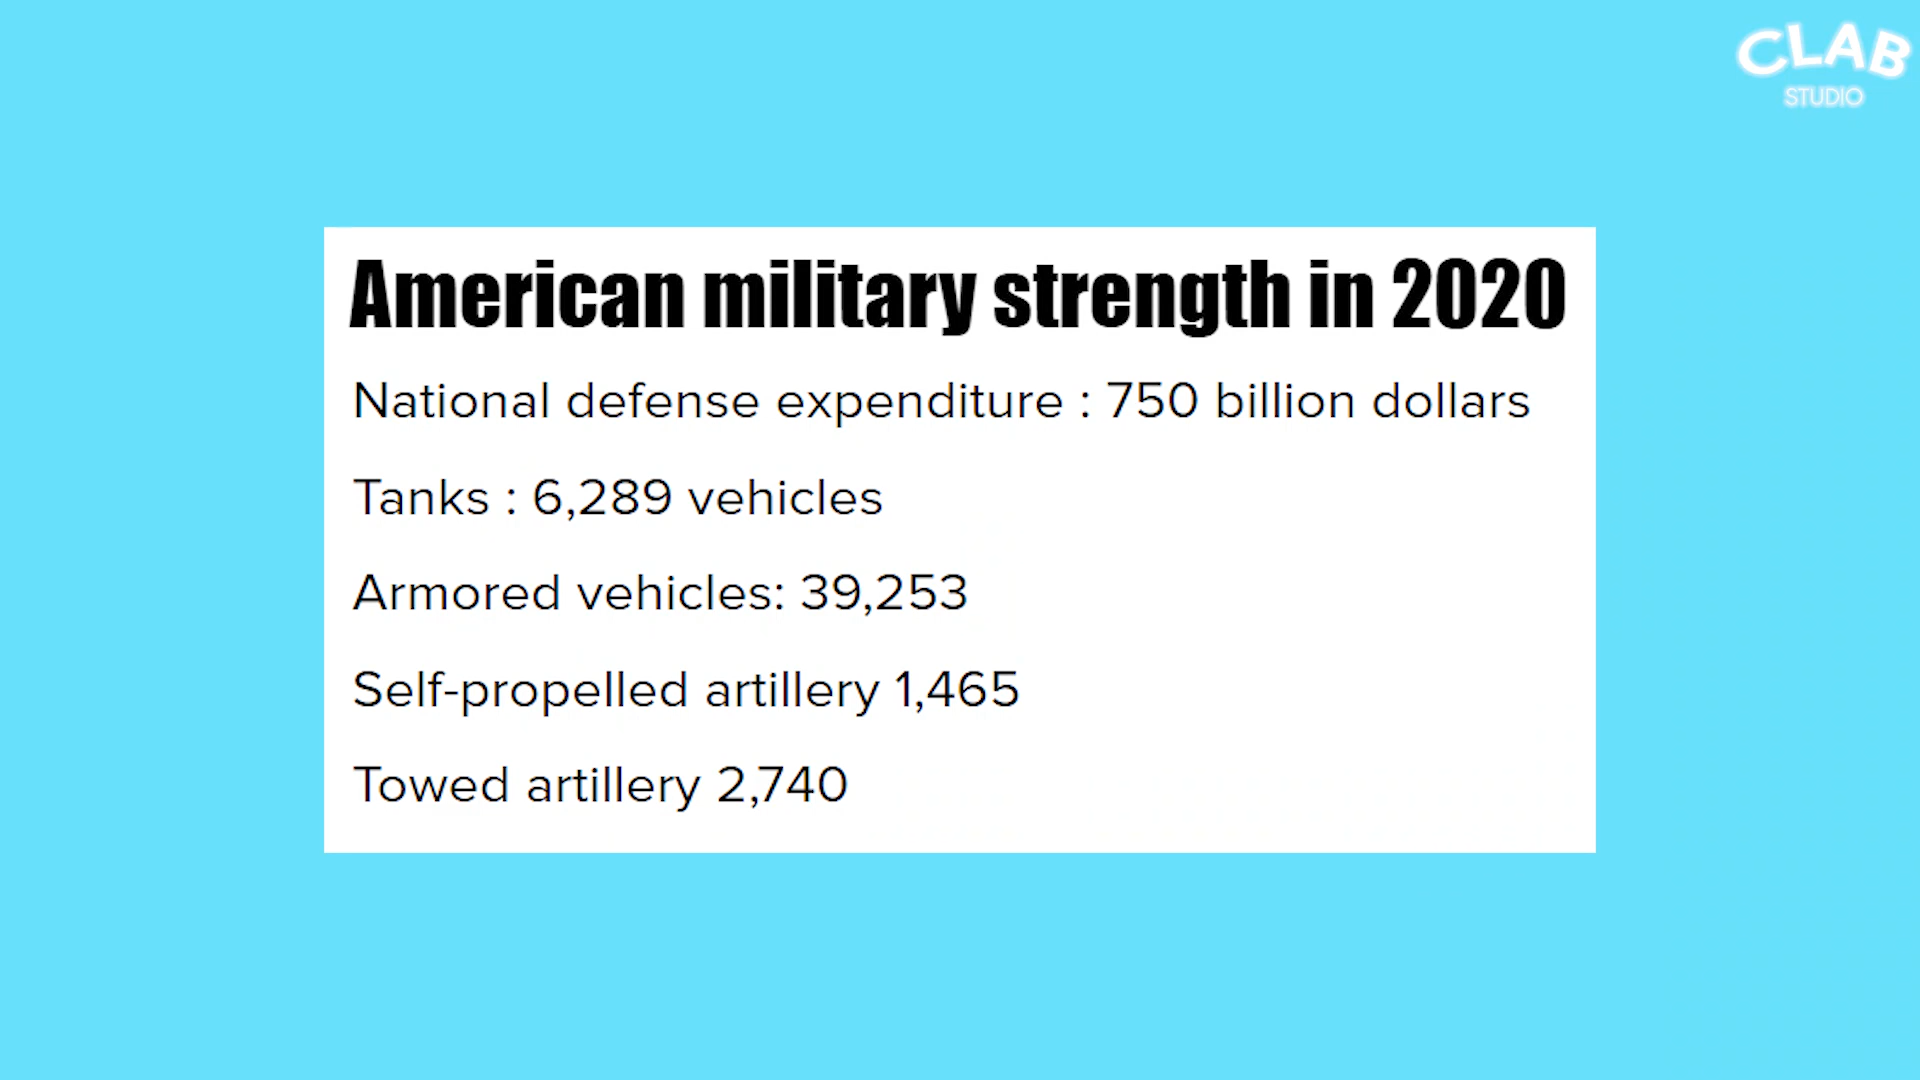 CLAB
STUDIO
American military strength in 2020
National defense expenditure : 750 billion dollars
Tanks : 6,289 vehicles
Armored vehicles: 39,253
Self-propelled artillery 1,465
Towed artillery 2,740